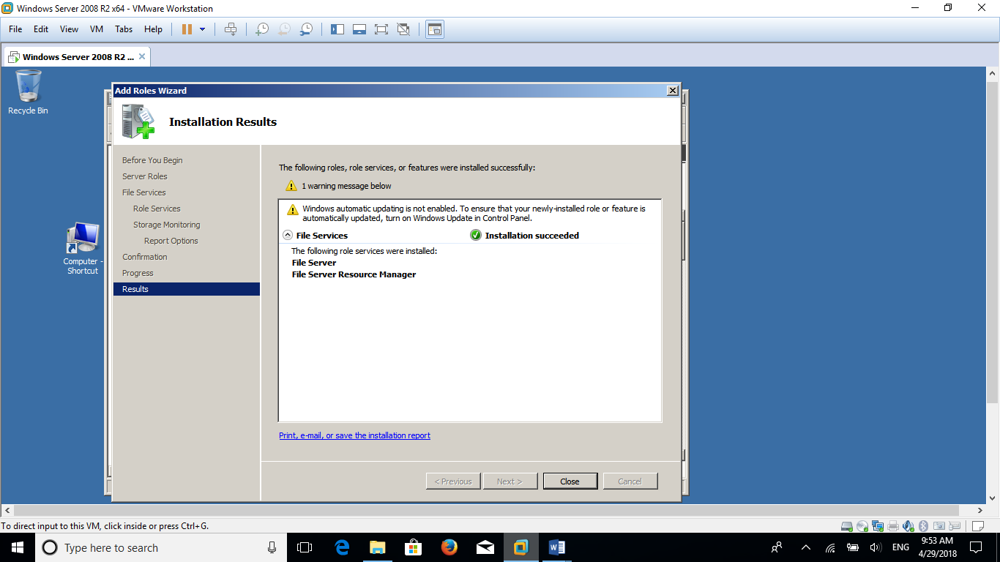 Windows Server 2008 R2 x64 - VMware Workstation
File Edit View VM Tabs Help
Windows Server 2008 R2 ...
Recycle Bin
Computer -
Shortcut
Add Roles Wizard
Installation Results
Before You Begin
Server Roles
File Services
Role Services
Storage Monitoring
Report Options
Confirmation
Progress
Results
The following roles, role services, or features were installed successfully:
1 warning message below
Windows automatic updating is not enabled. To ensure that your newly-installed role or feature is
automatically updated, turn on Windows Update in Control Panel.
File Services Installation succeeded
The following role services were installed:
File Server
File Server Resource Manager
Print, e-mail, or save the installation report
< Previous Next > Close Cancel
To direct input to this VM, click inside or press Ctrl+G.
Type here to search
ENG
9:53 AM
4/29/2018